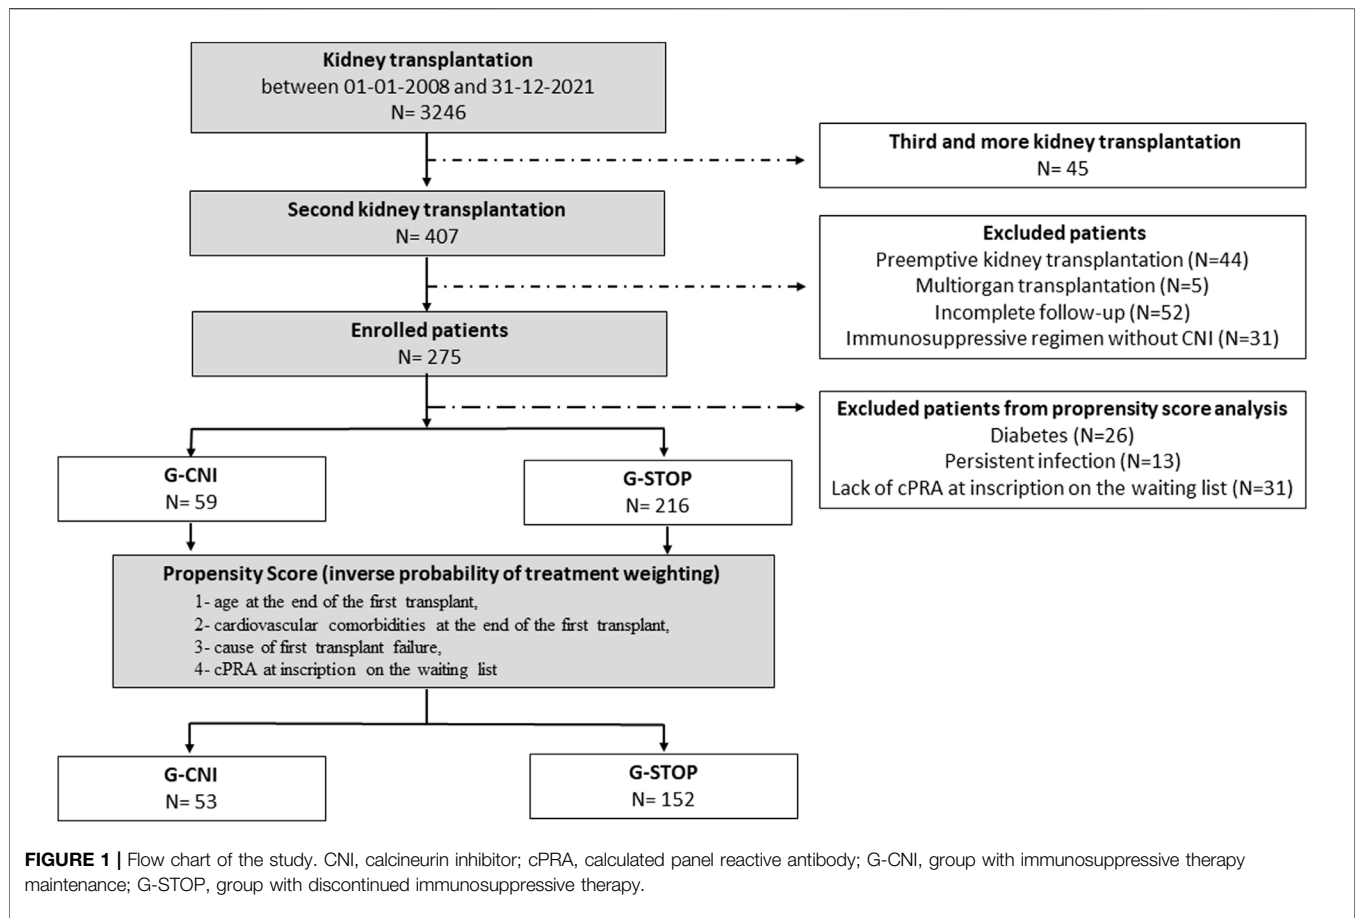 Kidney transplantation
between 01-01-2008 and 31-12-2021
N= 3246
Third and more kidney transplantation
N= 45
Second kidney transplantation
N= 407
Excluded patients
Preemptive kidney transplantation (N=44)
Multiorgan transplantation (N=5)
Incomplete follow-up (N=52)
Immunosuppressive regimen without CNI (N=31)
Enrolled patients
N= 275
Excluded patients from proprensity score analysis
Diabetes (N=26)
Persistent infection (N=13)
Lack of cPRA at inscription on the waiting list (N=31)
G-CNI
N= 59
G-STOP
N= 216
Propensity Score (inverse probability of treatment weighting)
1- age at the end of the first transplant,
2- cardiovascular comorbidities at the end of the first transplant,
3- cause of first transplant failure,
4- cPRA at inscription on the waiting list
G-CNI
N= 53
G-STOP
N= 152
FIGURE 1 | Flow chart of the study. CNI, calcineurin inhibitor; cPRA, calculated panel reactive antibody; G-CNI, group with immunosuppressive therapy
maintenance; G-STOP, group with discontinued immunosuppressive therapy.